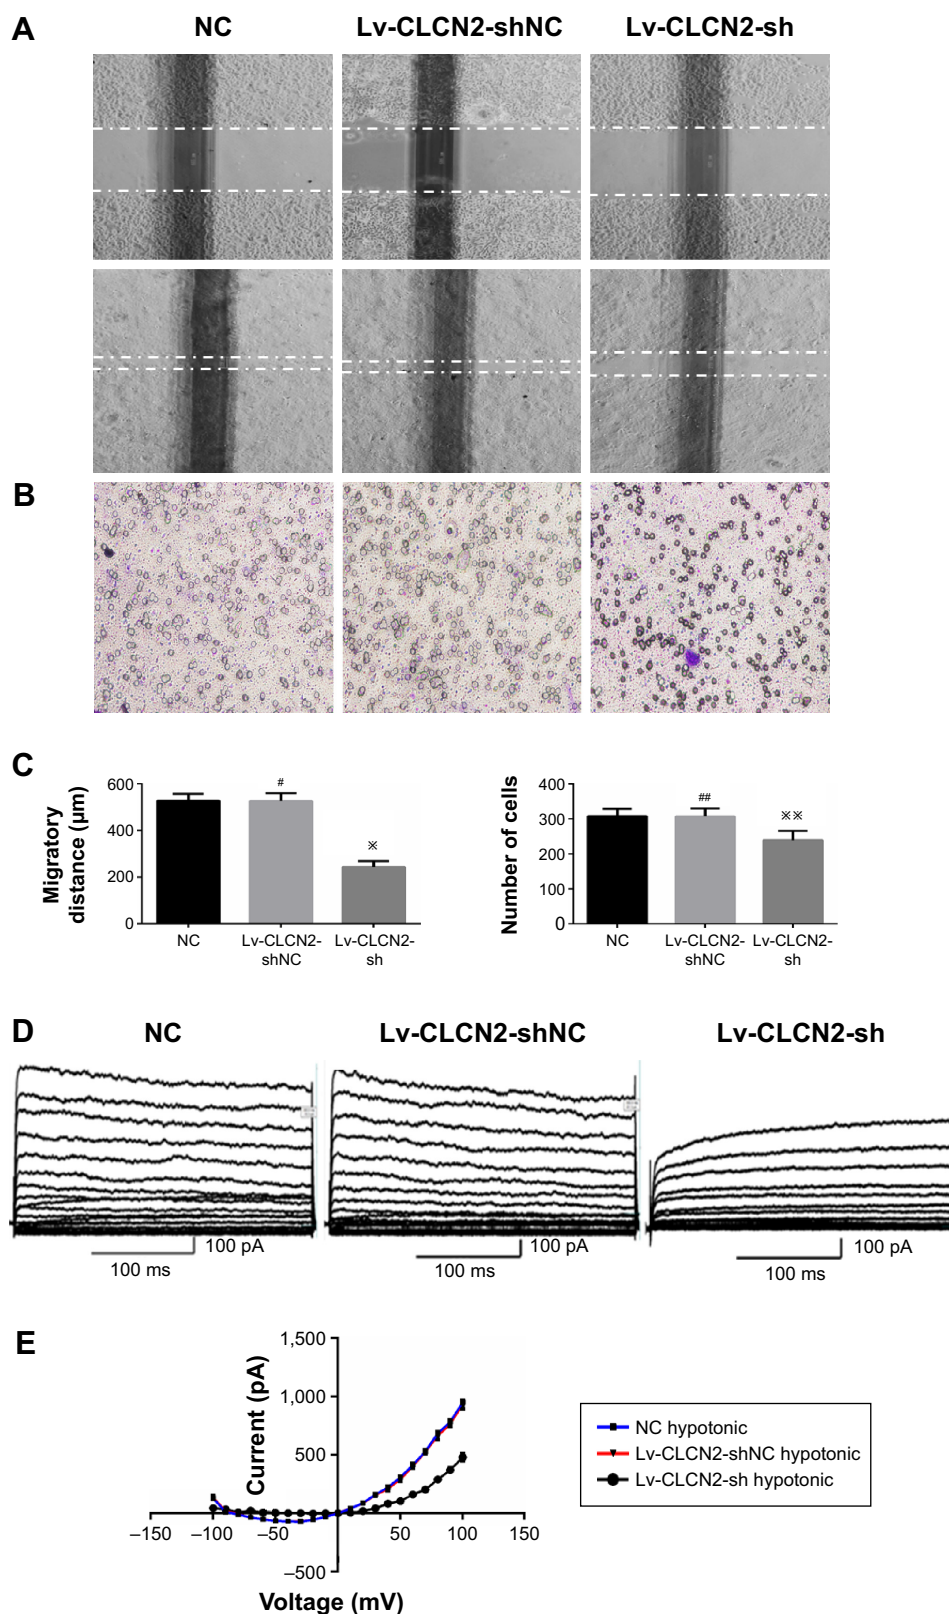 A
NC Lv-CLCN2-shNC Lv-CLCN2-sh
B
C
Migratory
distance (µm)
600
400
200
0
#
※
NC Lv-CLCN2-
shNC Lv-CLCN2-
sh
Number of cells
400
300
200
100
0
##
※※
NC Lv-CLCN2-
shNC Lv-CLCN2-
sh
D
NC Lv-CLCN2-shNC Lv-CLCN2-sh
100 pA
100 ms
100 pA
100 ms
100 pA
100 ms
E
Current (pA)
1,500
1,000
500
–500
–150 –100 –50 0 50 100 150
Voltage (mV)
NC hypotonic
Lv-CLCN2-shNC hypotonic
Lv-CLCN2-sh hypotonic